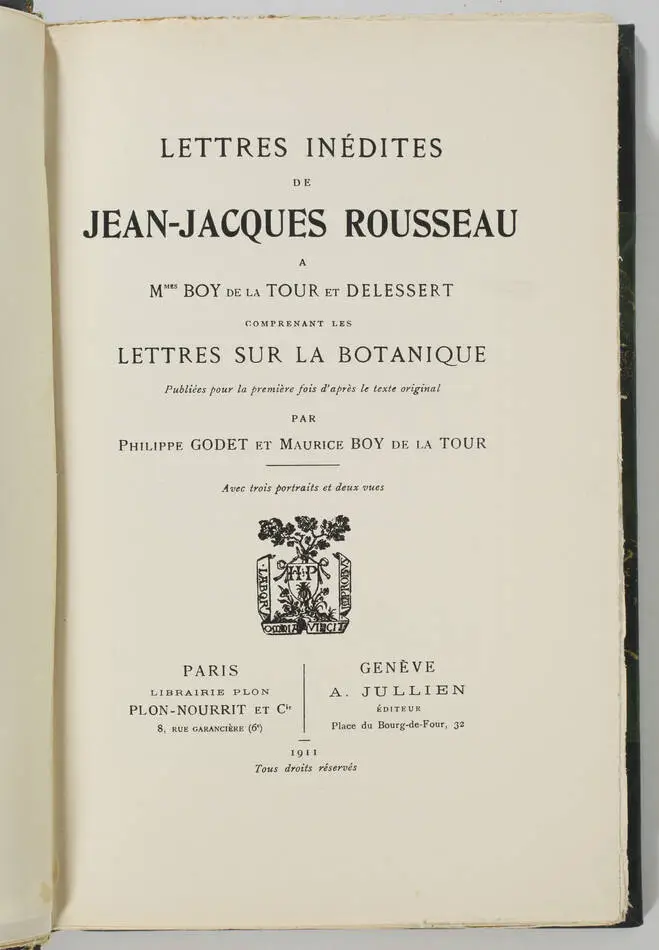 LETTRES INÉDITES
DE
JEAN-JACQUES ROUSSEAU
A
Mmes BOY DE LA TOUR ET DELESSERT
COMPRENANT LES
LETTRES SUR LA BOTANIQUE
Publiées pour la première fois d'après le texte original
PAR
PHILIPPE GODET ET MAURICE BOY DE LA TOUR
Avec trois portraits et deux vues
LABOR
H P
OMNIA VINCIT
PARIS
LIBRAIRIE PLON
PLON-NOURRIT ET Cie
8, RUE GARANCIÈRE (6e)
GENÈVE
A. JULLIEN
ÉDITEUR
Place du Bourg-de-Four, 32
1911
Tous droits réservés